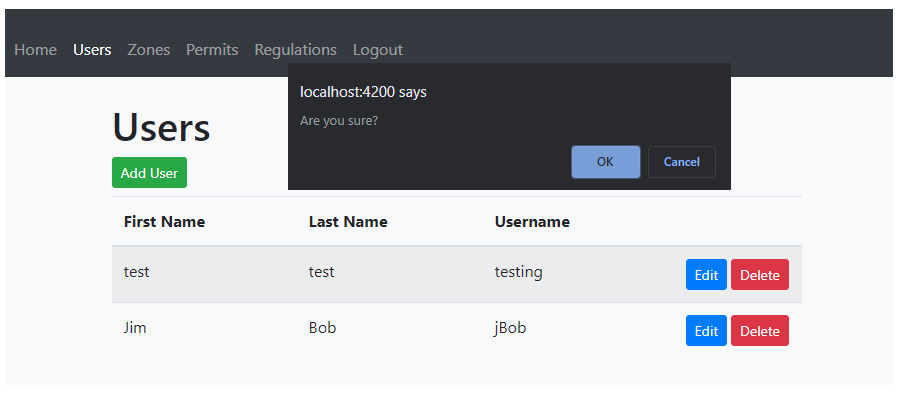 Home Users Zones Permits Regulations Logout
localhost:4200 says
Are you sure?
OK Cancel
Users
Add User
First Name Last Name Username
test test testing Edit Delete
Jim Bob jBob Edit Delete